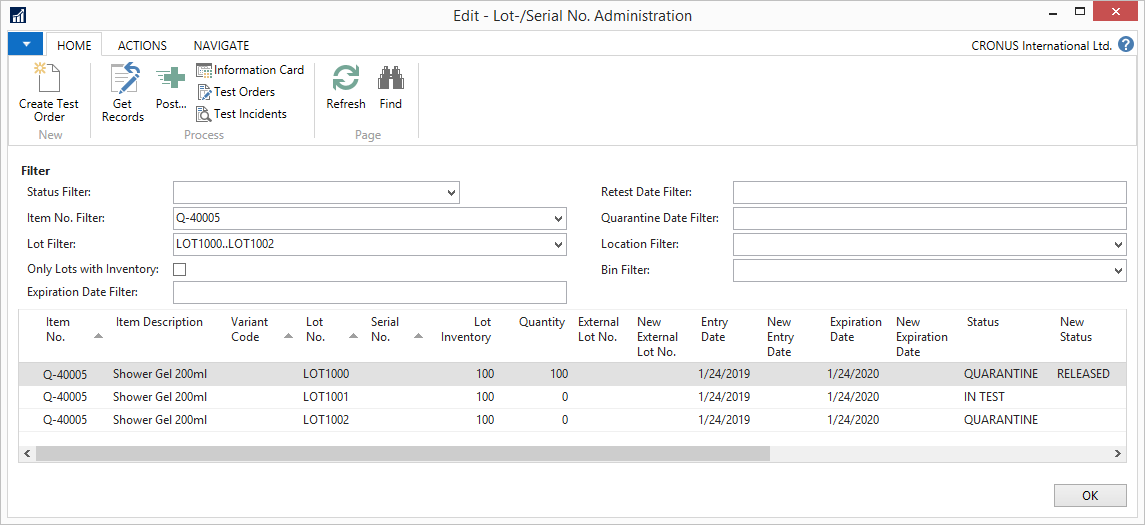 Edit - Lot-/Serial No. Administration
HOME ACTIONS NAVIGATE CRONUS International Ltd. ?
Create Test Order
Get Records
Post...
Information Card
Test Orders
Test Incidents
Refresh
Find
New Process Page
Filter
Status Filter: Retest Date Filter:
Item No. Filter: Q-40005 Quarantine Date Filter:
Lot Filter: LOT1000..LOT1002 Location Filter:
Only Lots with Inventory: Bin Filter:
Expiration Date Filter:
Item No. Item Description Variant Code Lot No. Serial No. Lot Inventory Quantity External Lot No. New External Lot No. Entry Date New Entry Date Expiration Date New Expiration Date Status New Status
Q-40005 Shower Gel 200ml LOT1000 100 100 1/24/2019 1/24/2020 QUARANTINE RELEASED
Q-40005 Shower Gel 200ml LOT1001 100 0 1/24/2019 1/24/2020 IN TEST
Q-40005 Shower Gel 200ml LOT1002 100 0 1/24/2019 1/24/2020 QUARANTINE
OK